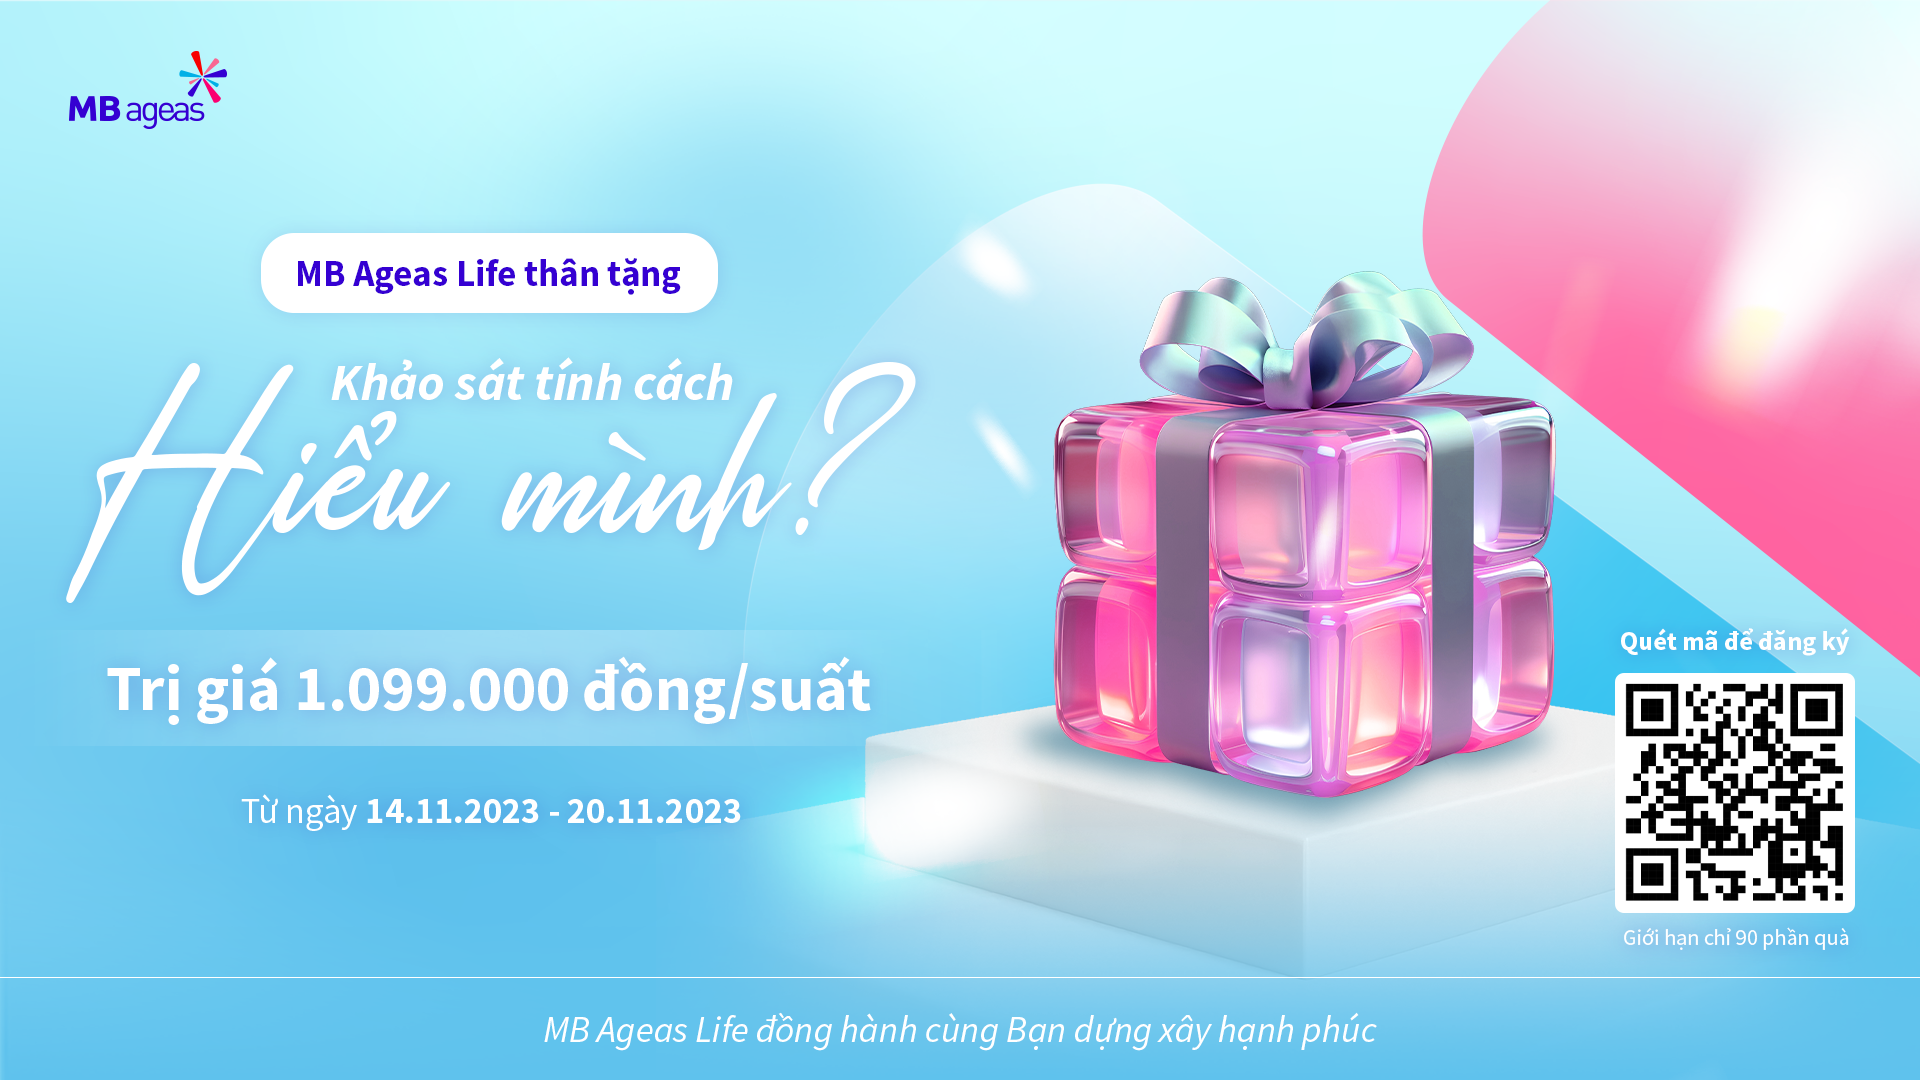 MB ageas
MB Ageas Life thân tặng
Khảo sát tính cách
Hiểu mình?
Trị giá 1.099.000 đồng/suất
Từ ngày 14.11.2023 - 20.11.2023
Quét mã để đăng ký
Giới hạn chỉ 90 phần quà
MB Ageas Life đồng hành cùng Bạn dựng xây hạnh phúc